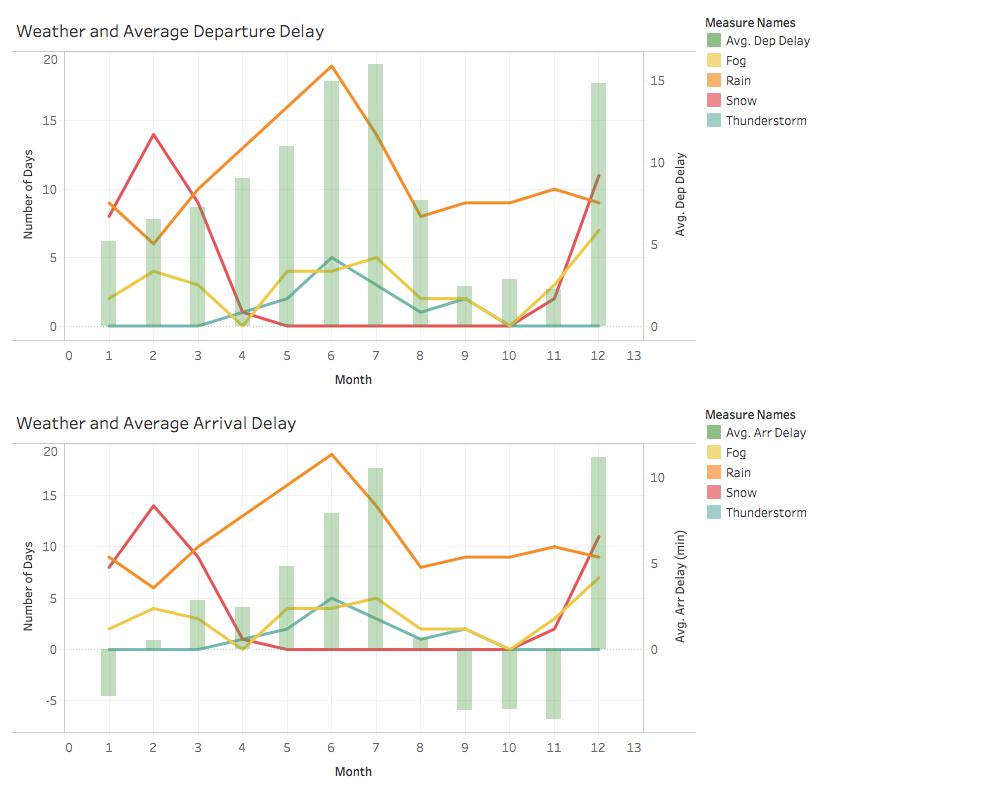 Weather and Average Departure Delay
Measure Names
Avg. Dep Delay
Fog
Rain
Snow
Thunderstorm
20
15
10
5
0
Number of Days
15
10
5
0
Avg. Dep Delay
0 1 2 3 4 5 6 7 8 9 10 11 12 13
Month
Weather and Average Arrival Delay
Measure Names
Avg. Arr Delay
Fog
Rain
Snow
Thunderstorm
20
15
10
5
0
-5
Number of Days
10
5
0
Avg. Arr Delay (min)
0 1 2 3 4 5 6 7 8 9 10 11 12 13
Month